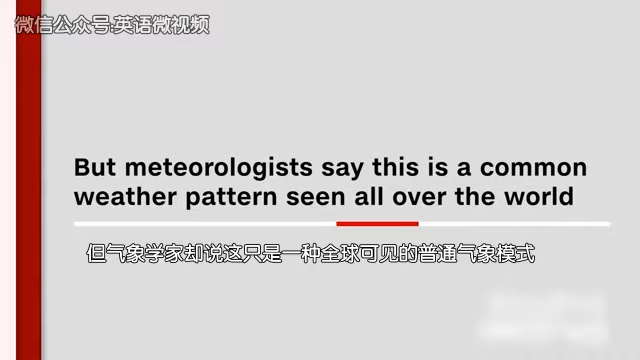 微信公众号:英语微视频
But meteorologists say this is a common
weather pattern seen all over the world
但气象学家却说这只是一种全球可见的普通气象模式